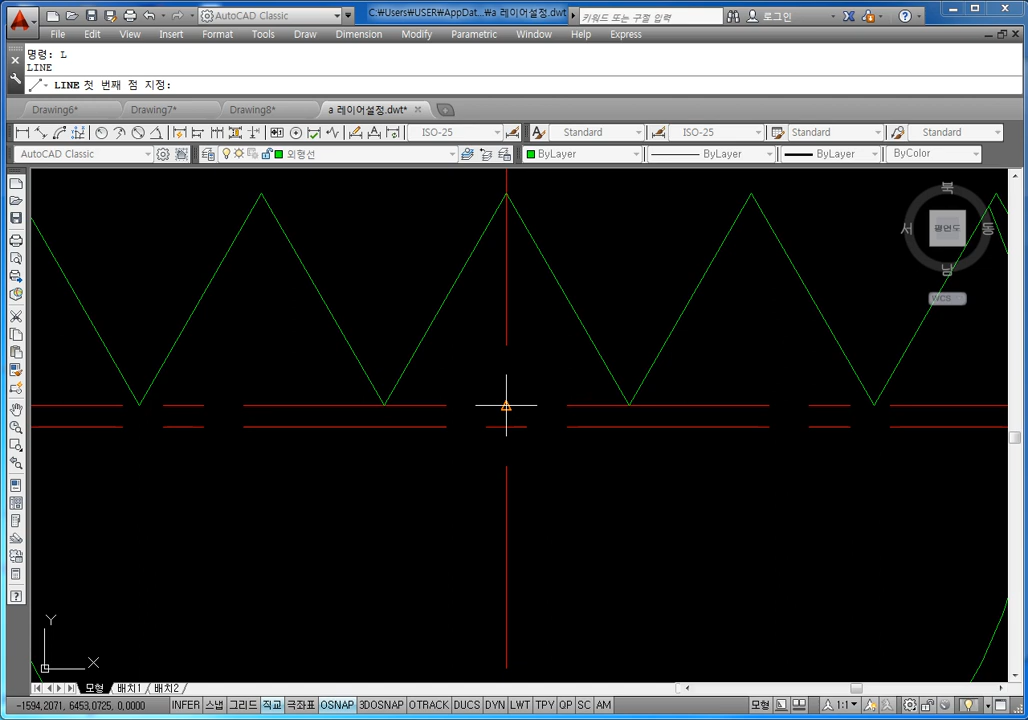 AutoCAD Classic
C:\Users\USER\AppDat...\a 레이어설정.dwt
키워드 또는 구절 입력
로그인
File Edit View Insert Format Tools Draw Dimension Modify Parametric Window Help Express
명령: L
LINE
LINE 첫 번째 점 지정:
Drawing6* Drawing7* Drawing8* a 레이어설정.dwt*
ISO-25 Standard ISO-25 Standard Standard
AutoCAD Classic 외형선 ByLayer ByLayer ByLayer ByColor
북
서 평면도 동
남
WCS
Y
X
모형 배치1 배치2
-1594,2071, 6453,0725, 0,0000 INFER 스냅 그리드 직교 극좌표 OSNAP 3DOSNAP OTRACK DUCS DYN LWT TPY QP SC AM 모형 1:1